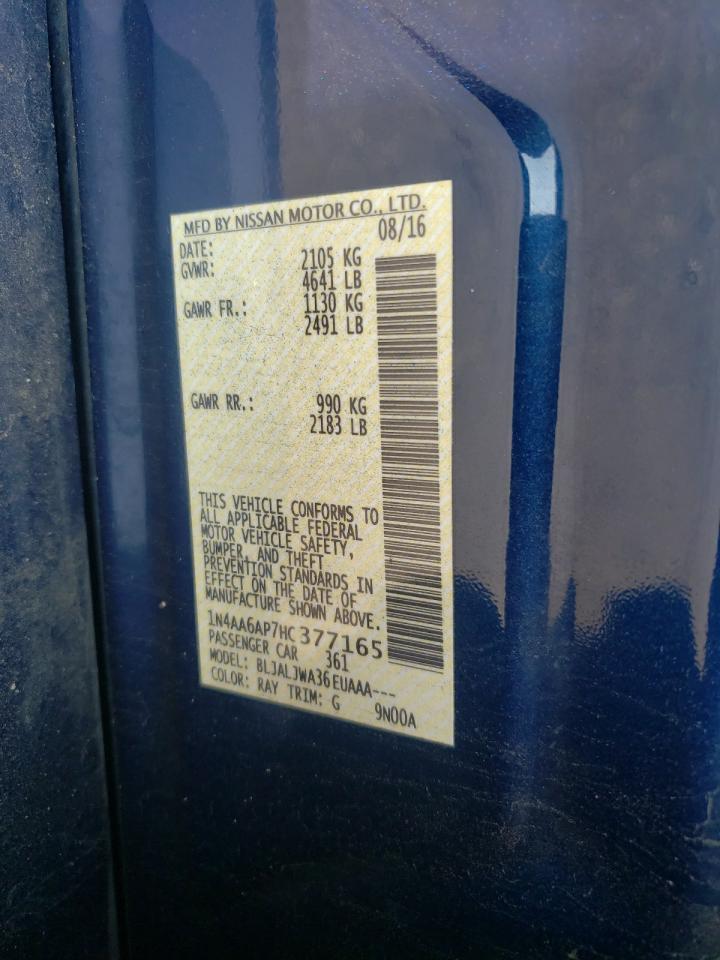 MFD BY NISSAN MOTOR CO., LTD.
DATE: 08/16
GVWR: 2105 KG
4641 LB
GAWR FR.: 1130 KG
2491 LB
GAWR RR.: 990 KG
2183 LB
THIS VEHICLE CONFORMS TO
ALL APPLICABLE FEDERAL
MOTOR VEHICLE SAFETY,
BUMPER, AND THEFT
PREVENTION STANDARDS IN
EFFECT ON THE DATE OF
MANUFACTURE SHOWN ABOVE.
1N4AA6AP7HC377165
PASSENGER CAR 361
MODEL: BLJALJWA36EUAAA---
COLOR: RAY TRIM: G 9N00A